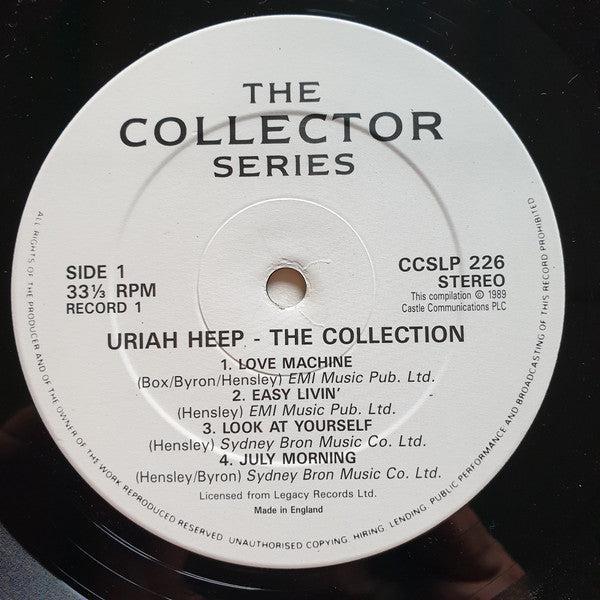 THE
COLLECTOR
SERIES
SIDE 1
33⅓ RPM
RECORD 1
CCSLP 226
STEREO
This compilation © 1989
Castle Communications PLC
URIAH HEEP - THE COLLECTION
1. LOVE MACHINE
(Box/Byron/Hensley) EMI Music Pub. Ltd.
2. EASY LIVIN'
(Hensley) EMI Music Pub. Ltd.
3. LOOK AT YOURSELF
(Hensley) Sydney Bron Music Co. Ltd.
4. JULY MORNING
(Hensley/Byron) Sydney Bron Music Co. Ltd.
Licensed from Legacy Records Ltd.
Made in England
ALL RIGHTS OF THE PRODUCER AND OF THE OWNER OF THE WORK REPRODUCED RESERVED. UNAUTHORISED COPYING, HIRING, LENDING, PUBLIC PERFORMANCE AND BROADCASTING OF THIS RECORD PROHIBITED